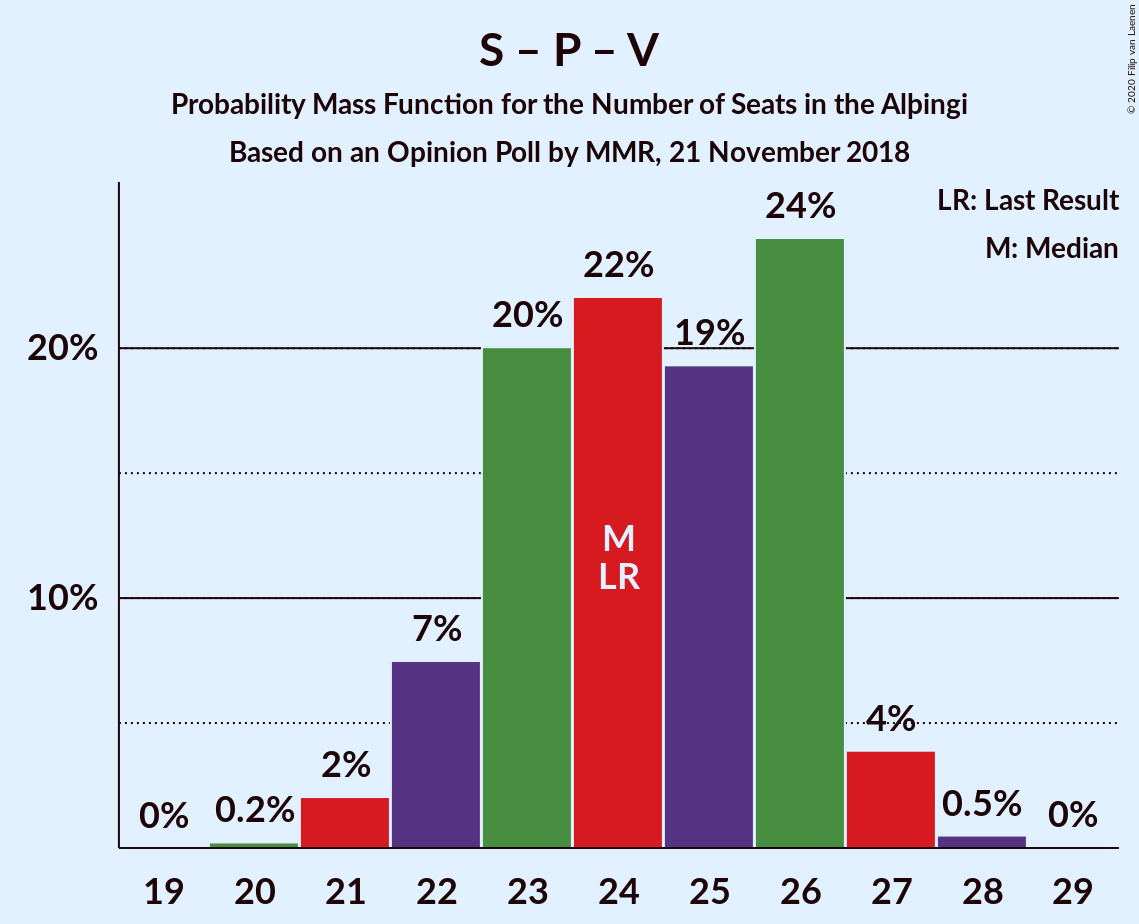 S – P – V
Probability Mass Function for the Number of Seats in the Alþingi
Based on an Opinion Poll by MMR, 21 November 2018
© 2020 Filip van Laenen
LR: Last Result
M: Median
20%
10%
0%
0.2%
2%
7%
20%
22%
19%
24%
4%
0.5%
0%
M
LR
19 20 21 22 23 24 25 26 27 28 29